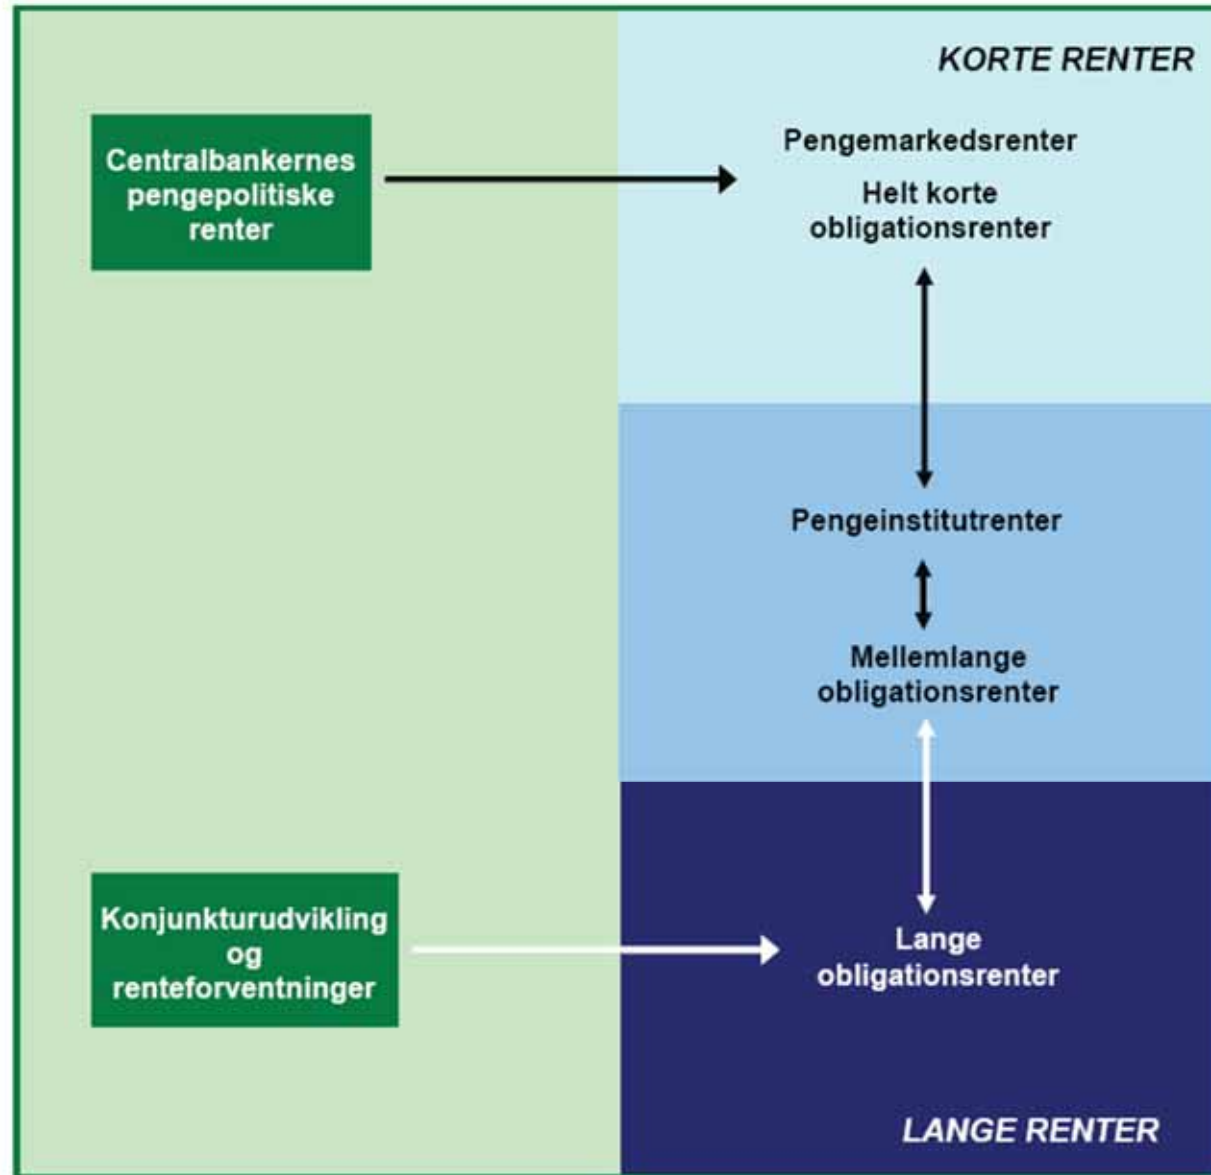 KORTE RENTER
Centralbankernes
pengepolitiske
renter
Pengemarkedsrenter
Helt korte
obligationsrenter
Pengeinstitutrenter
Mellemlange
obligationsrenter
Konjunkturudvikling
og
renteforventninger
Lange
obligationsrenter
LANGE RENTER